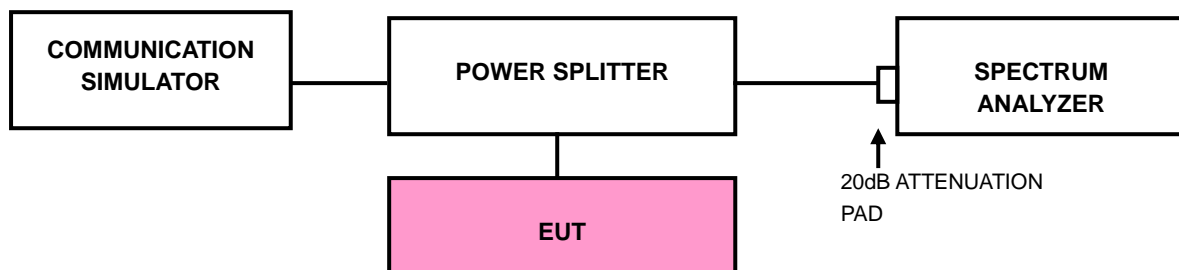 COMMUNICATION
SIMULATOR
POWER SPLITTER
SPECTRUM
ANALYZER
20dB ATTENUATION
PAD
EUT